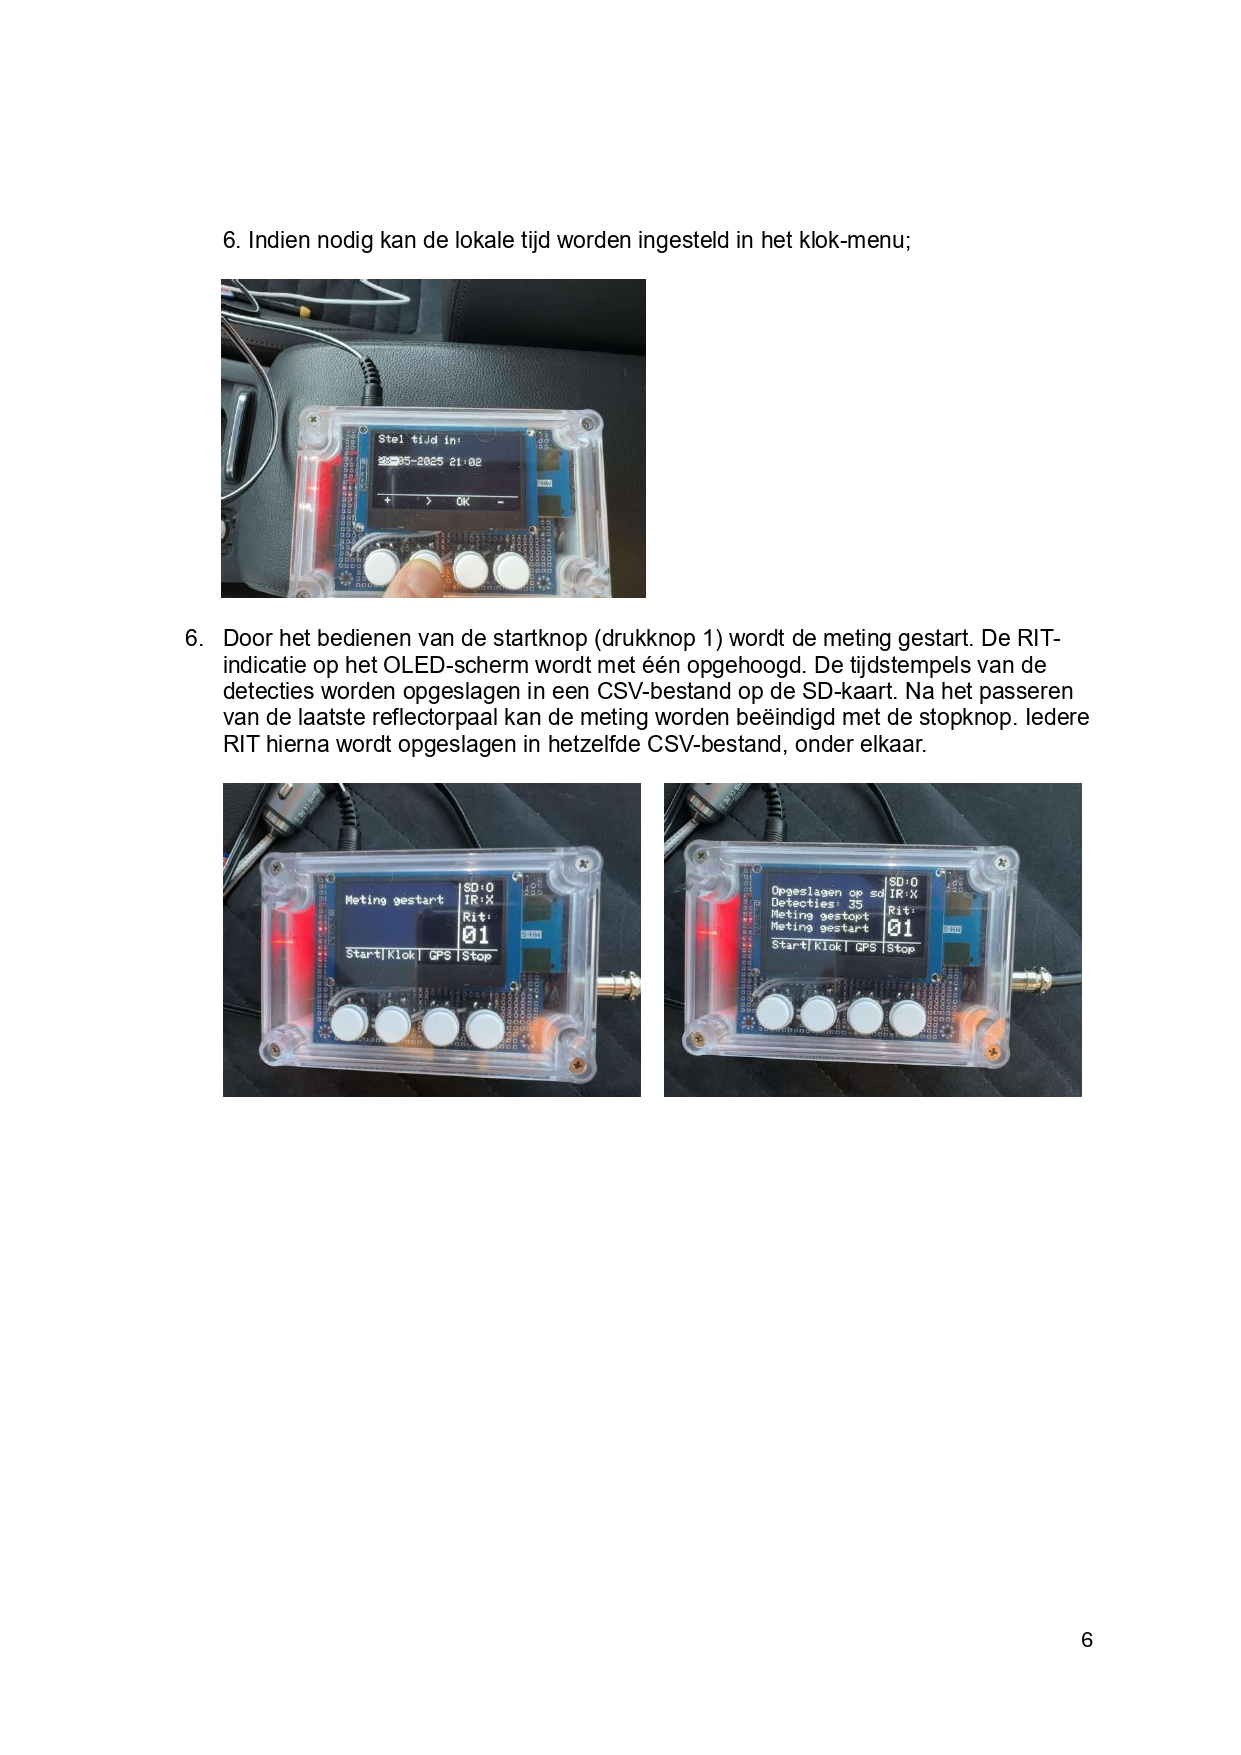 6. Indien nodig kan de lokale tijd worden ingesteld in het klok-menu;
Stel tijd in:
28-05-2025 21:02
+ > OK -
6. Door het bedienen van de startknop (drukknop 1) wordt de meting gestart. De RIT-
indicatie op het OLED-scherm wordt met één opgehoogd. De tijdstempels van de
detecties worden opgeslagen in een CSV-bestand op de SD-kaart. Na het passeren
van de laatste reflectorpaal kan de meting worden beëindigd met de stopknop. Iedere
RIT hierna wordt opgeslagen in hetzelfde CSV-bestand, onder elkaar.
Meting gestart
SD:O
IR:X
Rit:
01
Start|Klok| GPS |Stop
Opgeslagen op sd
Detecties: 35
Meting gestopt
Meting gestart
SD:O
IR:X
Rit:
01
Start|Klok| GPS |Stop
6